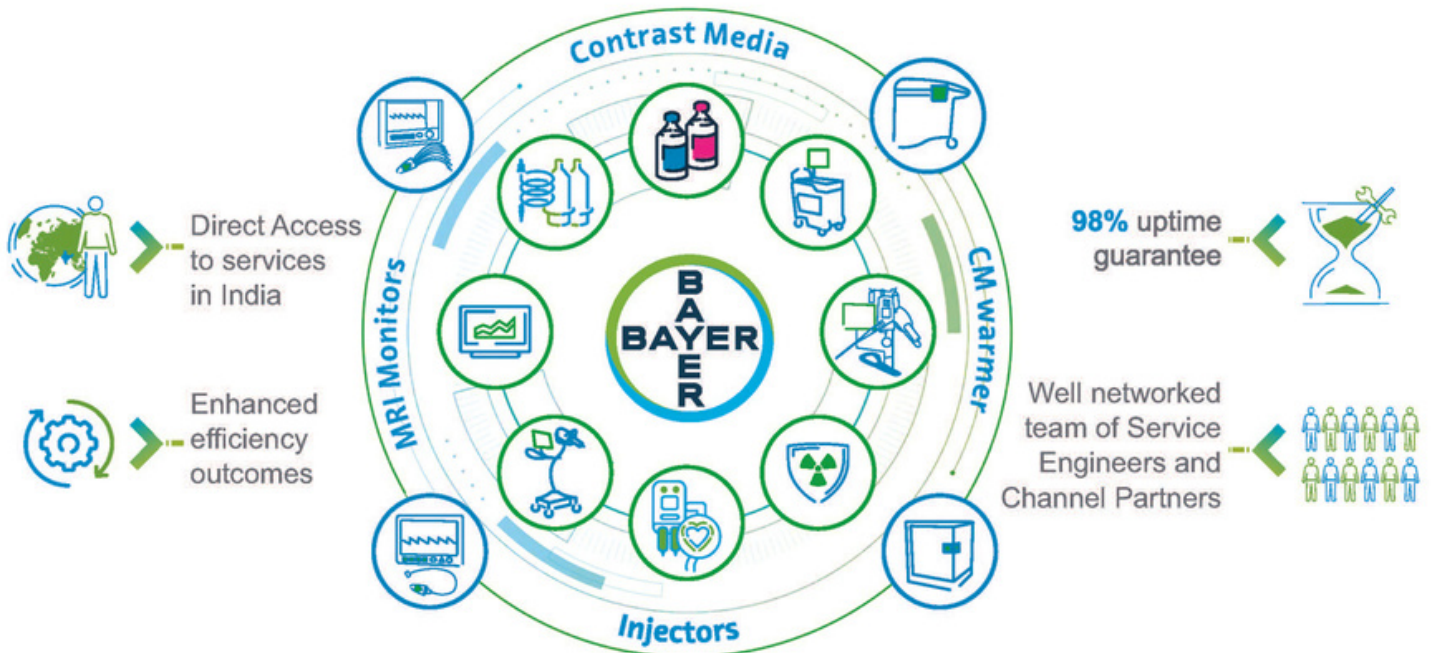 Contrast Media
MRI Monitors
CM warmer
Injectors
BAYER
BAYER
Direct Access
to services
in India
Enhanced
efficiency
outcomes
98% uptime
guarantee
Well networked
team of Service
Engineers and
Channel Partners